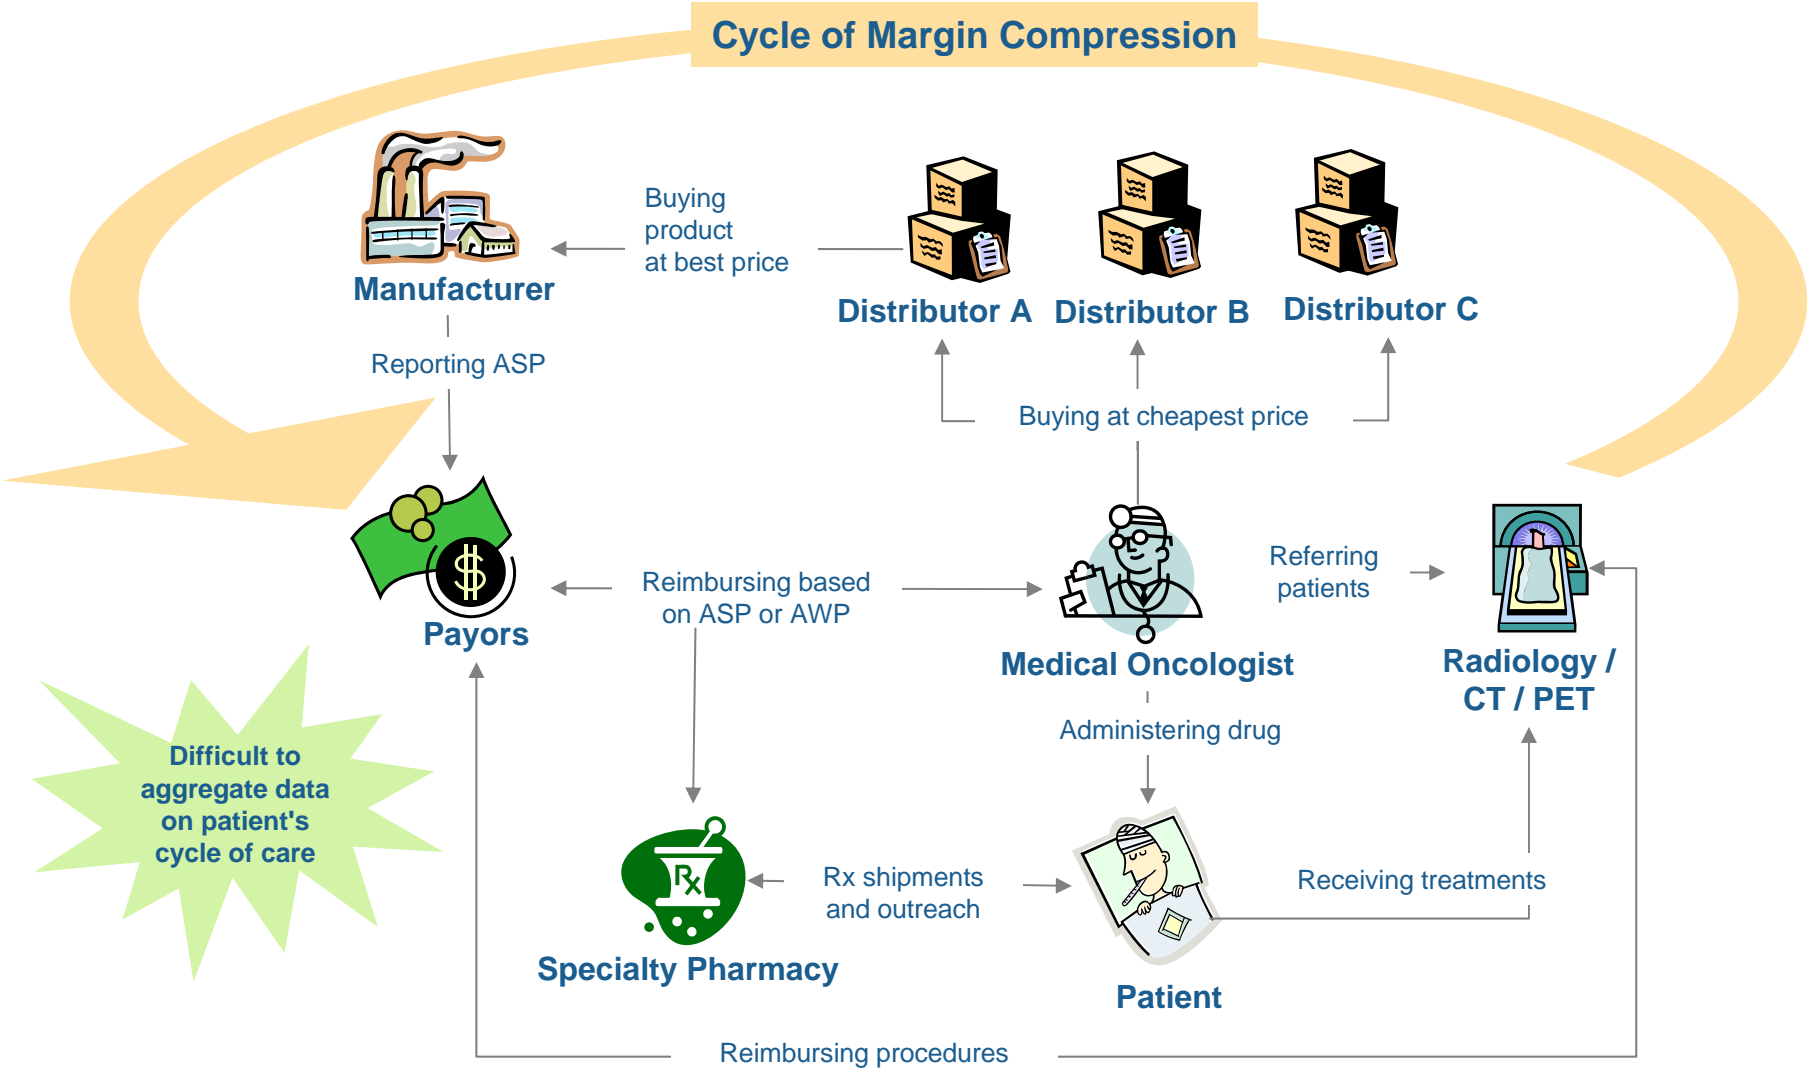 Cycle of Margin Compression
Buying
product
at best price
Manufacturer
Distributor A
Distributor B
Distributor C
Reporting ASP
Buying at cheapest price
Reimbursing based
on ASP or AWP
Referring
patients
Payors
Medical Oncologist
Radiology /
CT / PET
Administering drug
Difficult to
aggregate data
on patient's
cycle of care
Rx
Rx shipments
and outreach
Receiving treatments
Specialty Pharmacy
Patient
Reimbursing procedures